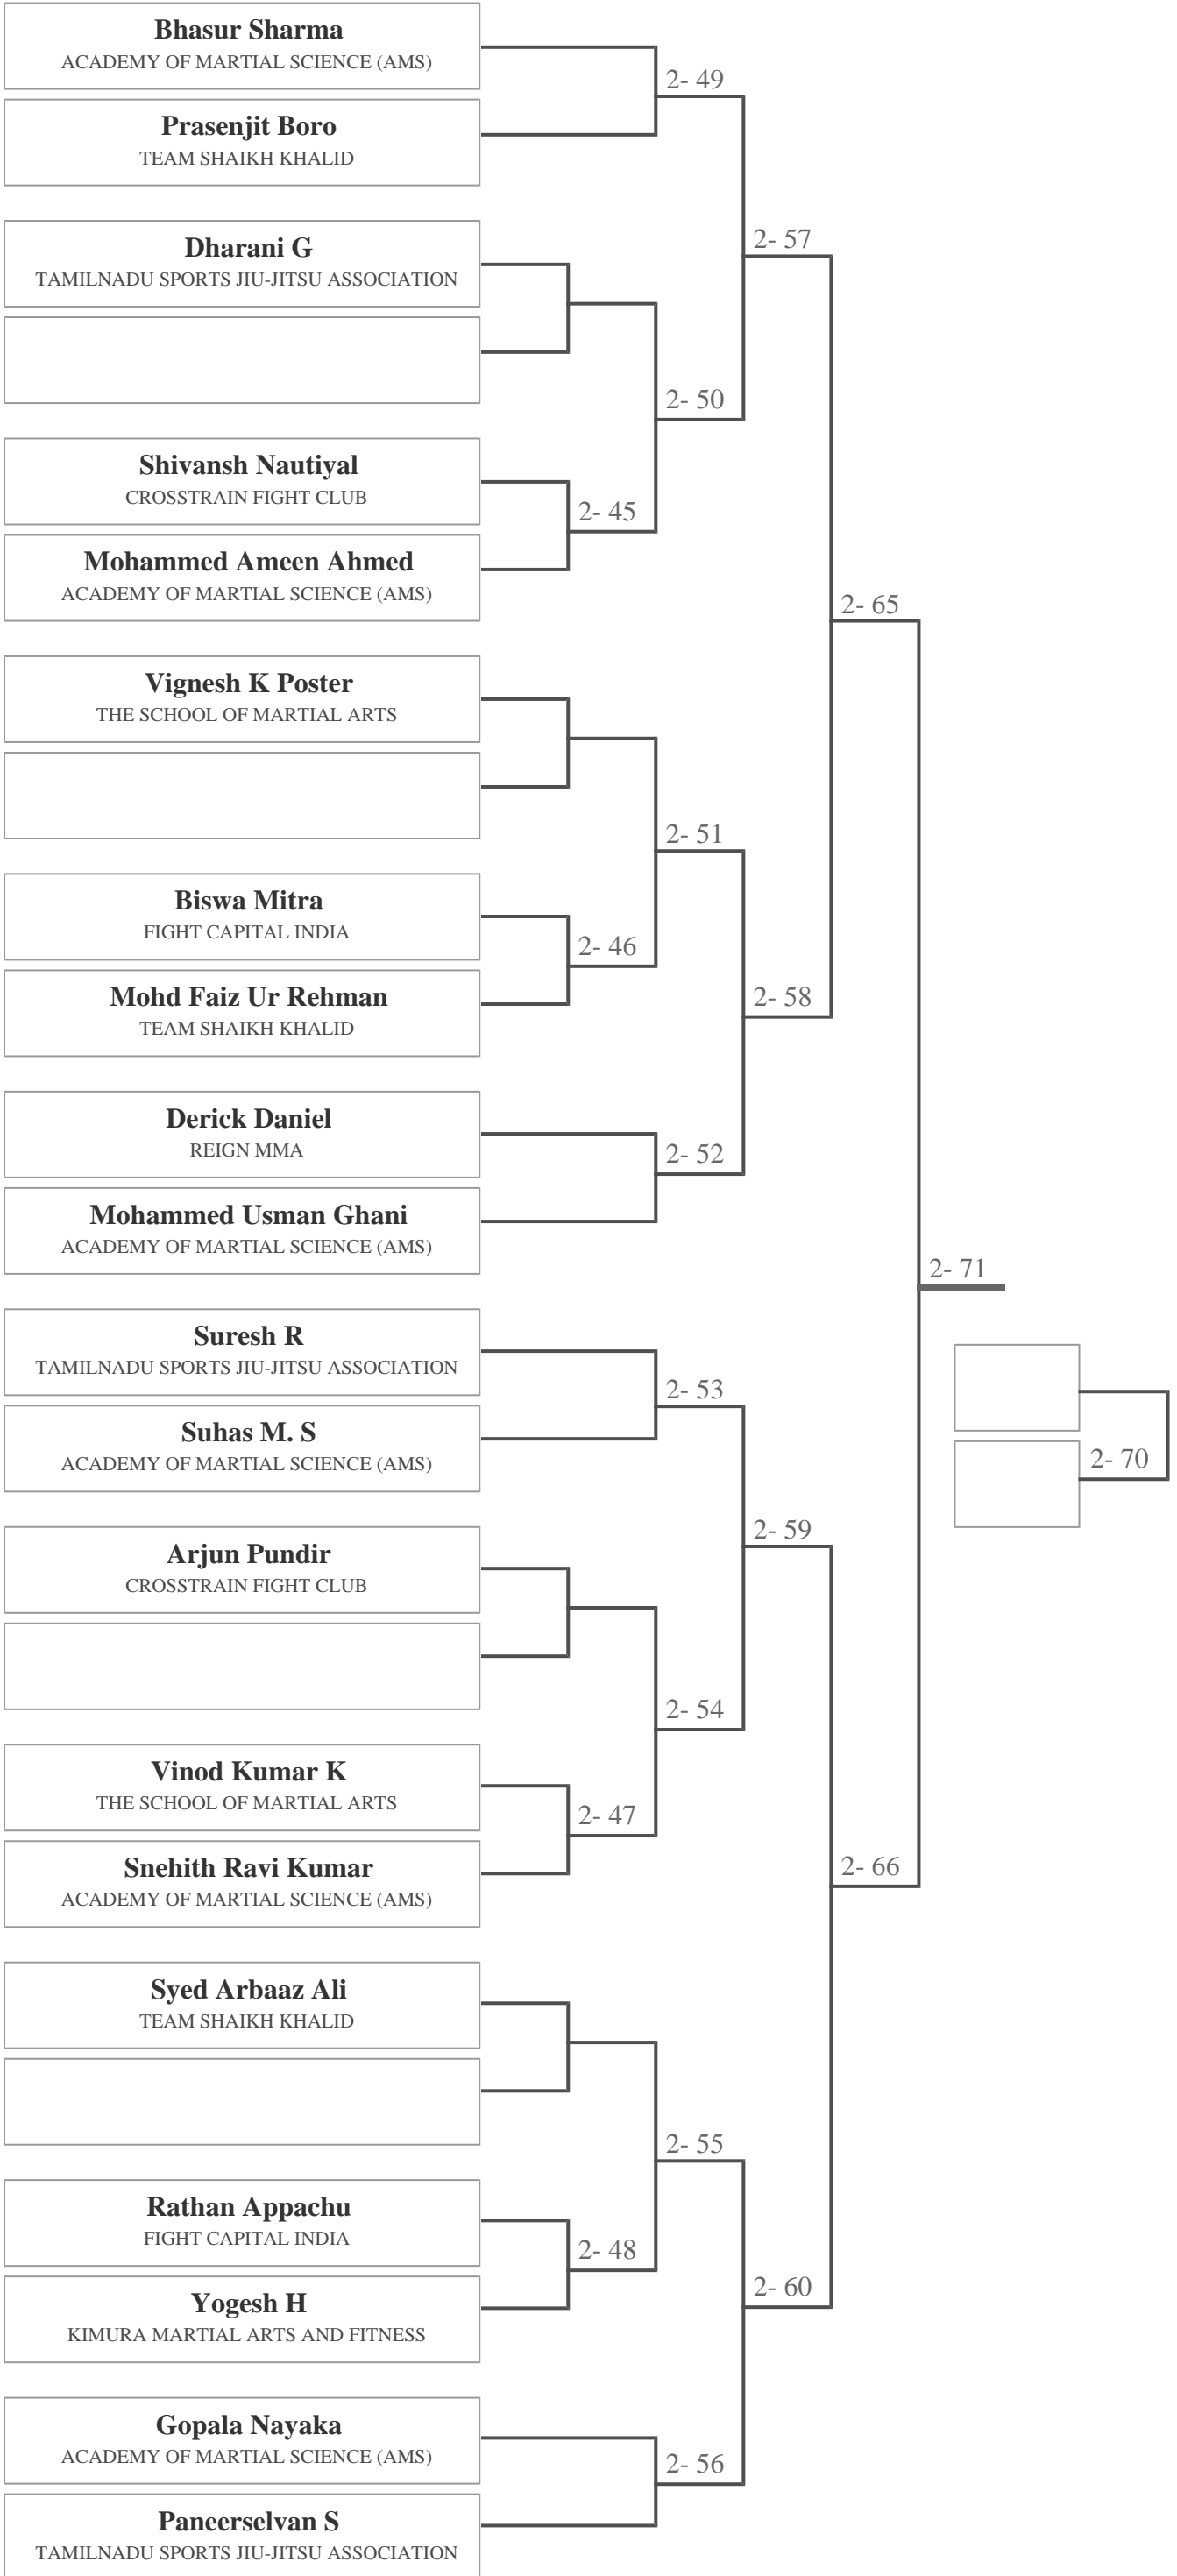 Bhasur Sharma
ACADEMY OF MARTIAL SCIENCE (AMS)
2- 49
Prasenjit Boro
TEAM SHAIKH KHALID
Dharani G
2- 57
TAMILNADU SPORTS JIU-JITSU ASSOCIATION
2- 50
Shivansh Nautiyal
CROSSTRAIN FIGHT CLUB
2- 45
Mohammed Ameen Ahmed
ACADEMY OF MARTIAL SCIENCE (AMS)
2- 65
Vignesh K Poster
THE SCHOOL OF MARTIAL ARTS
2- 51
Biswa Mitra
FIGHT CAPITAL INDIA
2- 46
Mohd Faiz Ur Rehman
2- 58
TEAM SHAIKH KHALID
Derick Daniel
REIGN MMA
2- 52
Mohammed Usman Ghani
ACADEMY OF MARTIAL SCIENCE (AMS)
2- 71
Suresh R
TAMILNADU SPORTS JIU-JITSU ASSOCIATION
2- 53
Suhas M. S
ACADEMY OF MARTIAL SCIENCE (AMS)
2- 70
2- 59
Arjun Pundir
CROSSTRAIN FIGHT CLUB
2- 54
Vinod Kumar K
THE SCHOOL OF MARTIAL ARTS
2- 47
Snehith Ravi Kumar
2- 66
ACADEMY OF MARTIAL SCIENCE (AMS)
Syed Arbaaz Ali
TEAM SHAIKH KHALID
2- 55
Rathan Appachu
FIGHT CAPITAL INDIA
2- 48
2- 60
Yogesh H
KIMURA MARTIAL ARTS AND FITNESS
Gopala Nayaka
ACADEMY OF MARTIAL SCIENCE (AMS)
2- 56
Paneerselvan S
TAMILNADU SPORTS JIU-JITSU ASSOCIATION